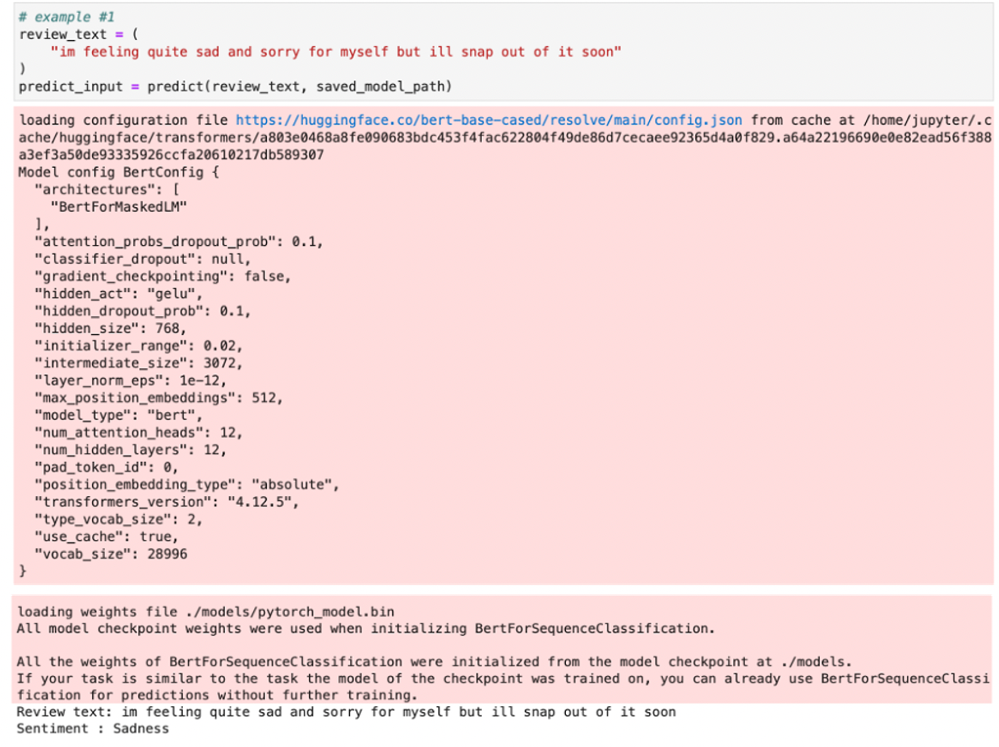 # example #1
review_text = (
    "im feeling quite sad and sorry for myself but ill snap out of it soon"
)
predict_input = predict(review_text, saved_model_path)
loading configuration file https://huggingface.co/bert-base-cased/resolve/main/config.json from cache at /home/jupyter/.c
ache/huggingface/transformers/a803e0468a8fe090683bdc453f4fac622804f49de86d7cecaee92365d4a0f829.a64a22196690e0e82ead56f388
a3ef3a50de93335926ccfa20610217db589307
Model config BertConfig {
  "architectures": [
    "BertForMaskedLM"
  ],
  "attention_probs_dropout_prob": 0.1,
  "classifier_dropout": null,
  "gradient_checkpointing": false,
  "hidden_act": "gelu",
  "hidden_dropout_prob": 0.1,
  "hidden_size": 768,
  "initializer_range": 0.02,
  "intermediate_size": 3072,
  "layer_norm_eps": 1e-12,
  "max_position_embeddings": 512,
  "model_type": "bert",
  "num_attention_heads": 12,
  "num_hidden_layers": 12,
  "pad_token_id": 0,
  "position_embedding_type": "absolute",
  "transformers_version": "4.12.5",
  "type_vocab_size": 2,
  "use_cache": true,
  "vocab_size": 28996
}
loading weights file ./models/pytorch_model.bin
All model checkpoint weights were used when initializing BertForSequenceClassification.
All the weights of BertForSequenceClassification were initialized from the model checkpoint at ./models.
If your task is similar to the task the model of the checkpoint was trained on, you can already use BertForSequenceClassi
fication for predictions without further training.
Review text: im feeling quite sad and sorry for myself but ill snap out of it soon
Sentiment : Sadness